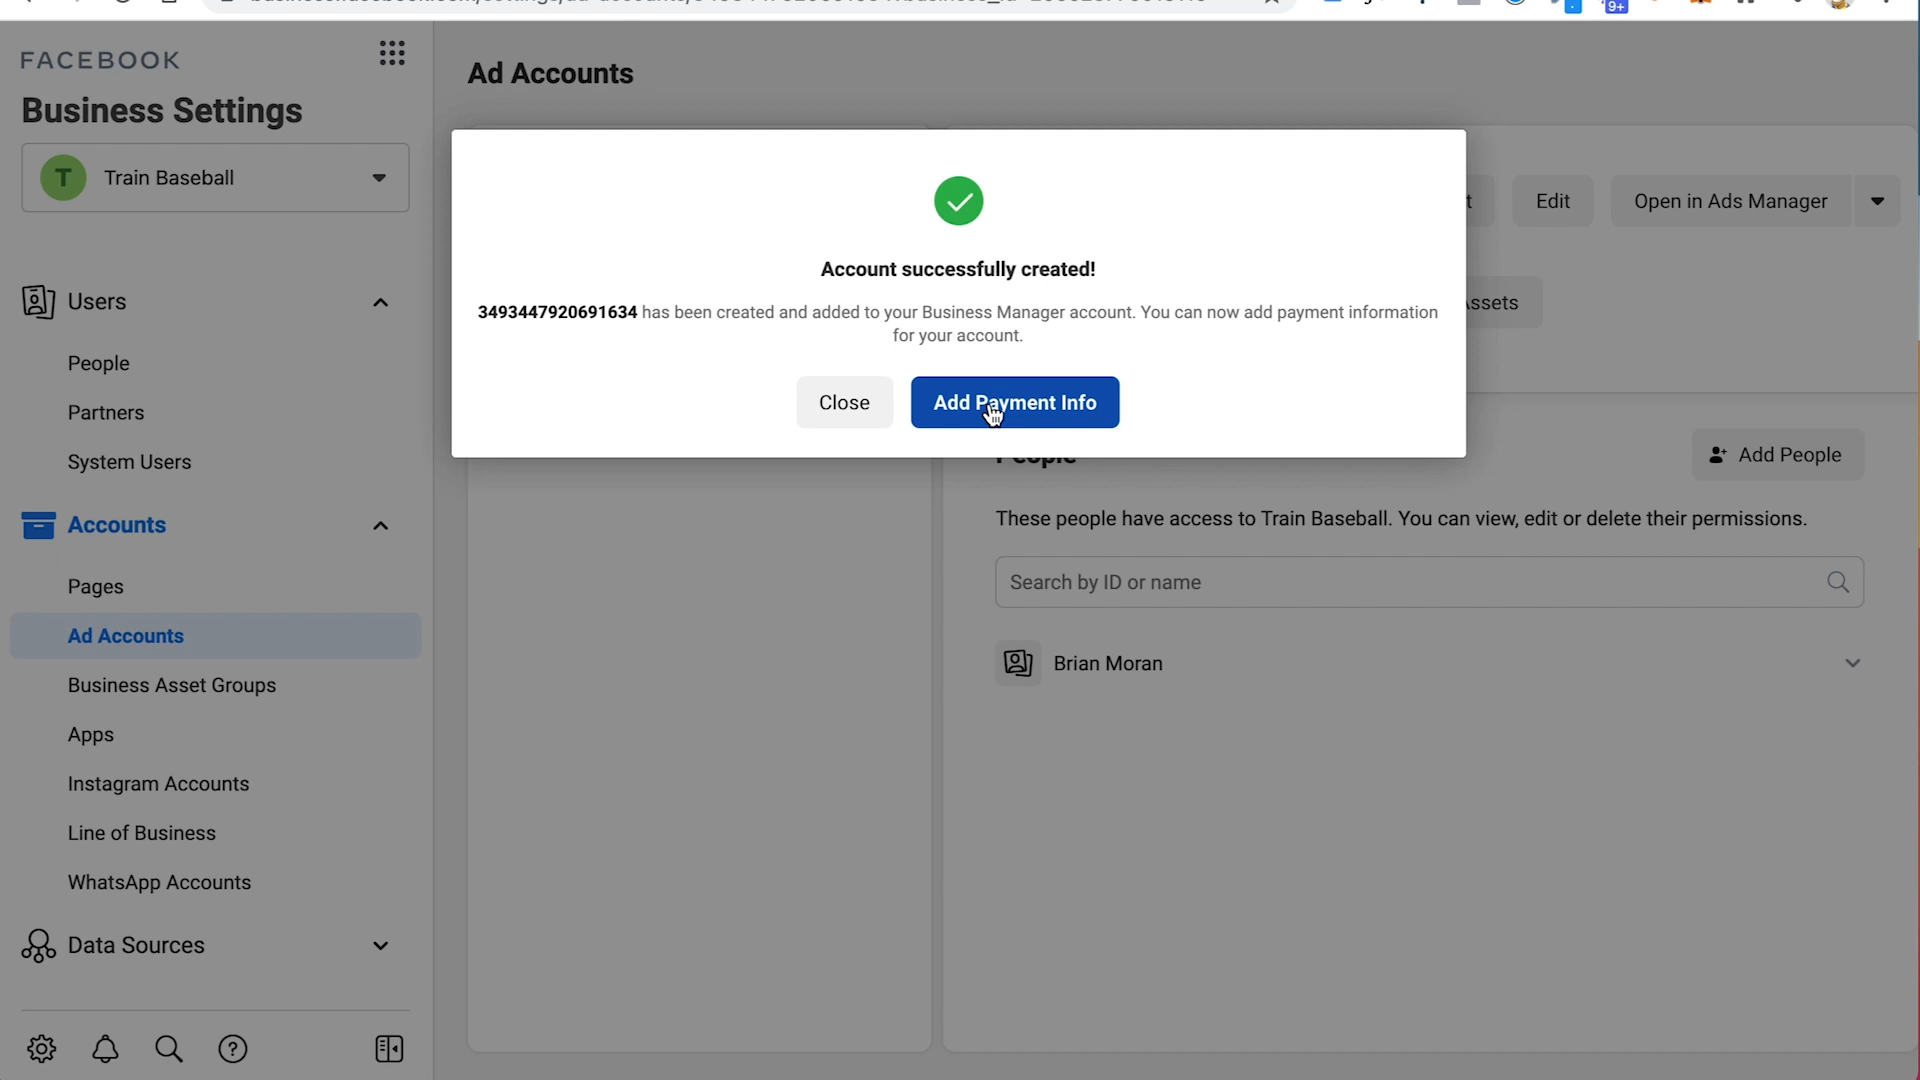 FACEBOOK
Business Settings
T
Train Baseball
Users
People
Partners
System Users
Accounts
Pages
Ad Accounts
Business Asset Groups
Apps
Instagram Accounts
Line of Business
WhatsApp Accounts
Data Sources
9+
Ad Accounts
Account successfully created!
3493447920691634 has been created and added to your Business Manager account. You can now add payment information
for your account.
Close
Add Payment Info
Edit
Open in Ads Manager
People
Add People
These people have access to Train Baseball. You can view, edit or delete their permissions.
Search by ID or name
Brian Moran